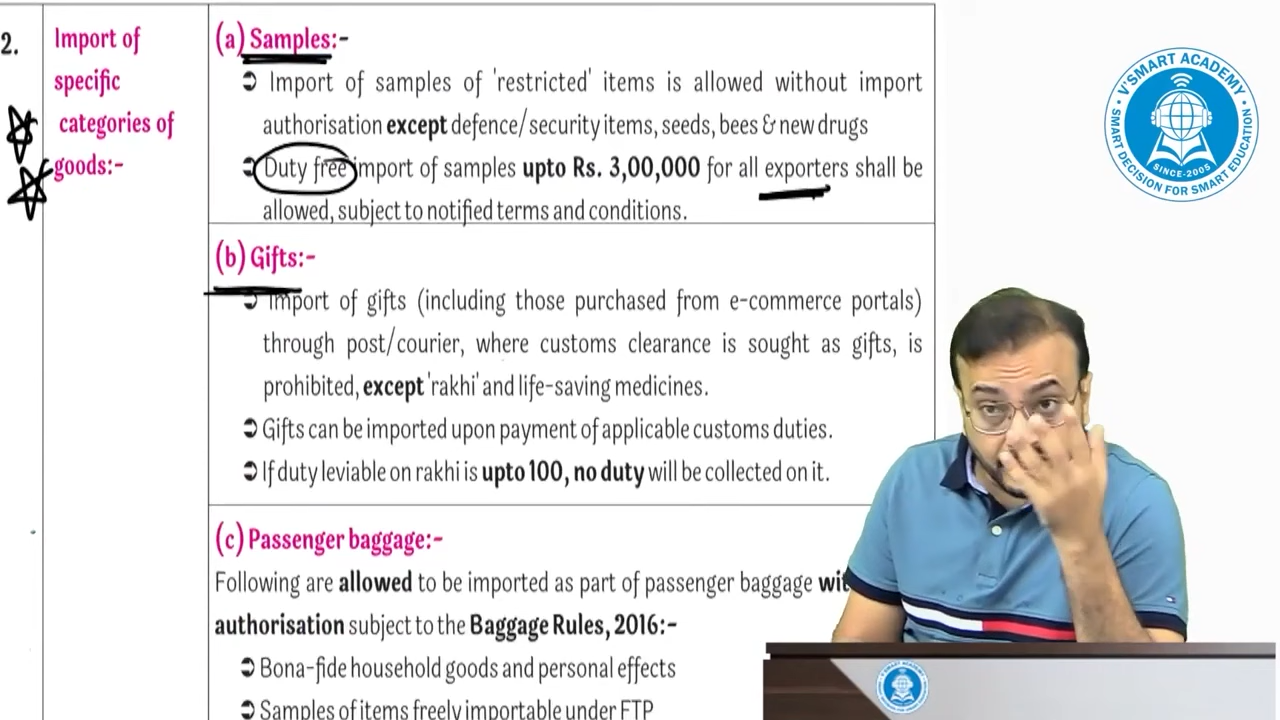 2.
Import of
specific
categories of
goods:-
(a) Samples:-
➲ Import of samples of 'restricted' items is allowed without import
authorisation except defence/security items, seeds, bees & new drugs
➲ Duty free import of samples upto Rs. 3,00,000 for all exporters shall be
allowed, subject to notified terms and conditions.
(b) Gifts:-
➲ Import of gifts (including those purchased from e-commerce portals)
through post/courier, where customs clearance is sought as gifts, is
prohibited, except 'rakhi' and life-saving medicines.
➲ Gifts can be imported upon payment of applicable customs duties.
➲ If duty leviable on rakhi is upto 100, no duty will be collected on it.
(c) Passenger baggage:-
Following are allowed to be imported as part of passenger baggage
authorisation subject to the Baggage Rules, 2016:-
➲ Bona-fide household goods and personal effects
➲ Samples of items freely importable under FTP
V'SMART ACADEMY
SMART DECISION FOR SMART EDUCATION
SINCE-2005